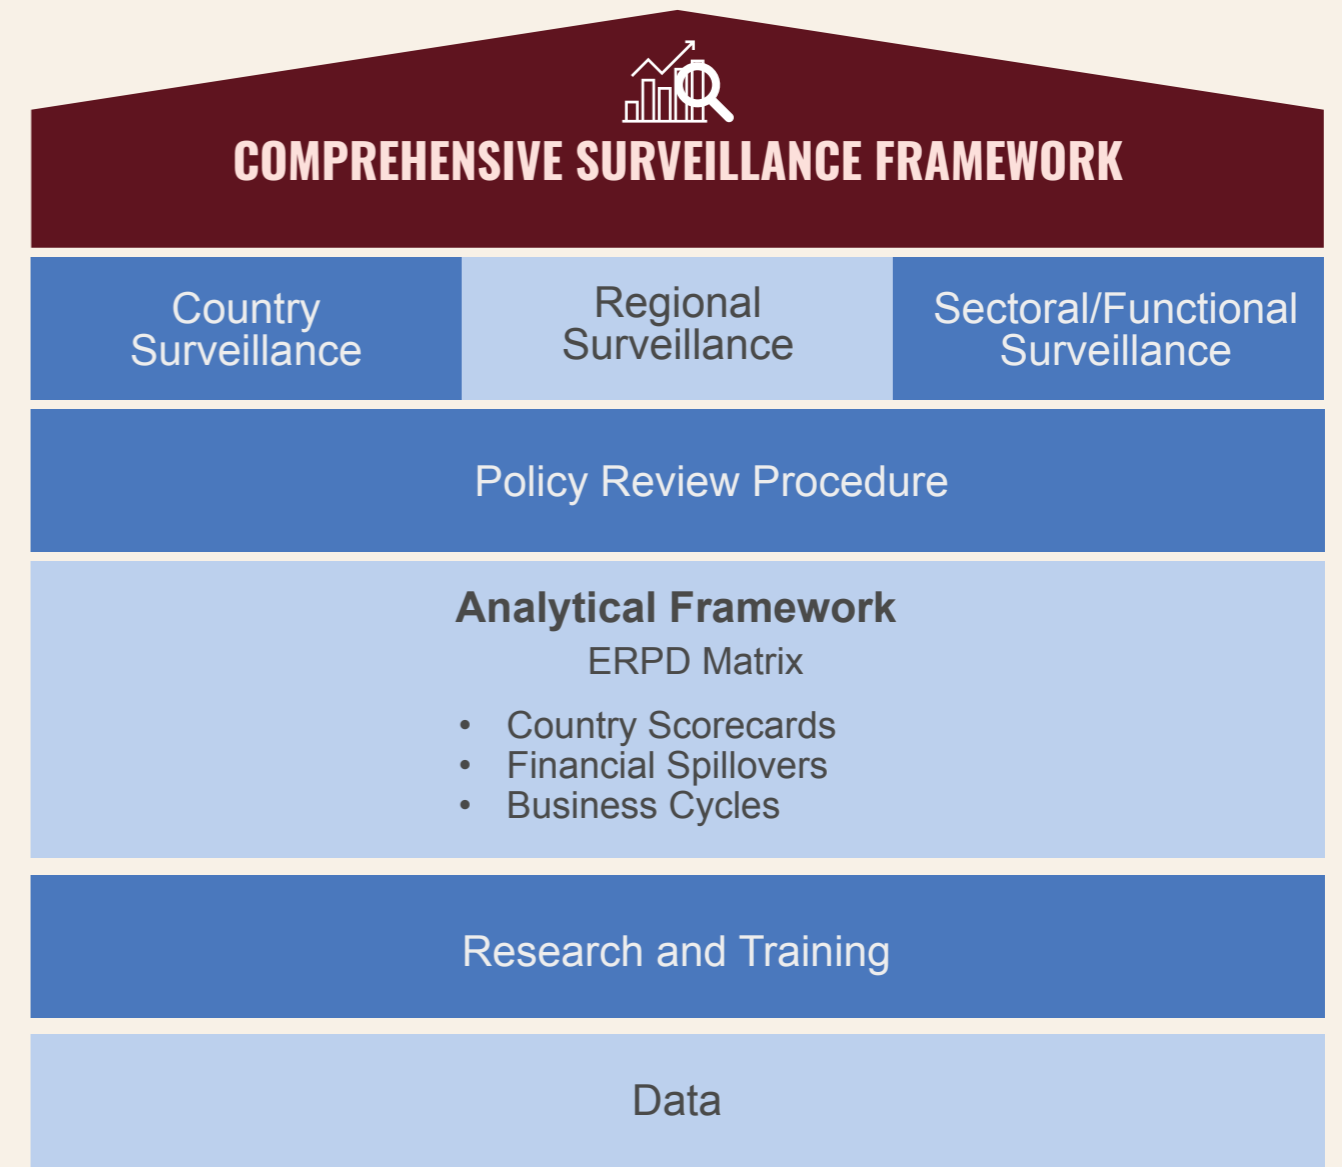 COMPREHENSIVE SURVEILLANCE FRAMEWORK
Country
Surveillance
Regional
Surveillance
Sectoral/Functional
Surveillance
Policy Review Procedure
Analytical Framework
ERPD Matrix
• Country Scorecards
• Financial Spillovers
• Business Cycles
Research and Training
Data